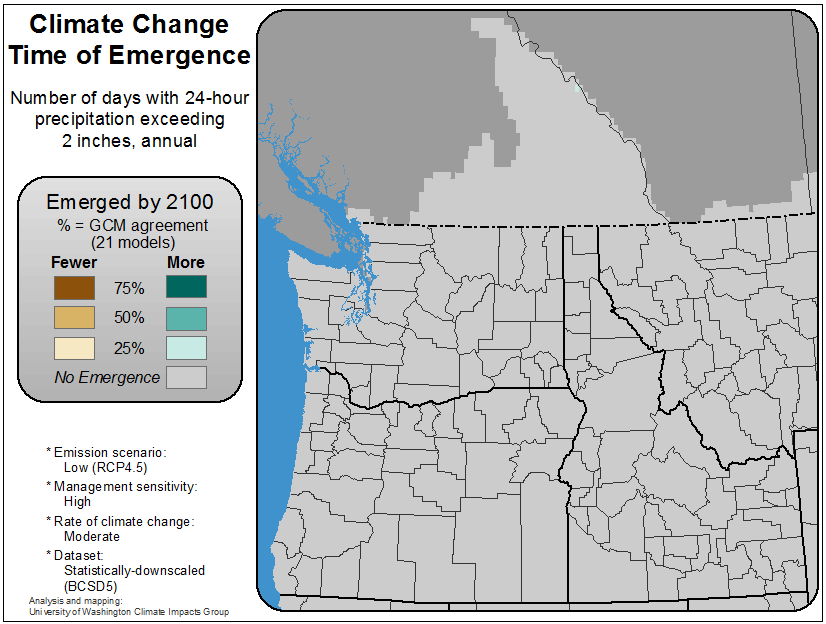 Climate Change
Time of Emergence
Number of days with 24-hour
precipitation exceeding
2 inches, annual
Emerged by 2100
% = GCM agreement
(21 models)
Fewer More
75%
50%
25%
No Emergence
* Emission scenario:
Low (RCP4.5)
* Management sensitivity:
High
* Rate of climate change:
Moderate
* Dataset:
Statistically-downscaled
(BCSD5)
Analysis and mapping:
University of Washington Climate Impacts Group